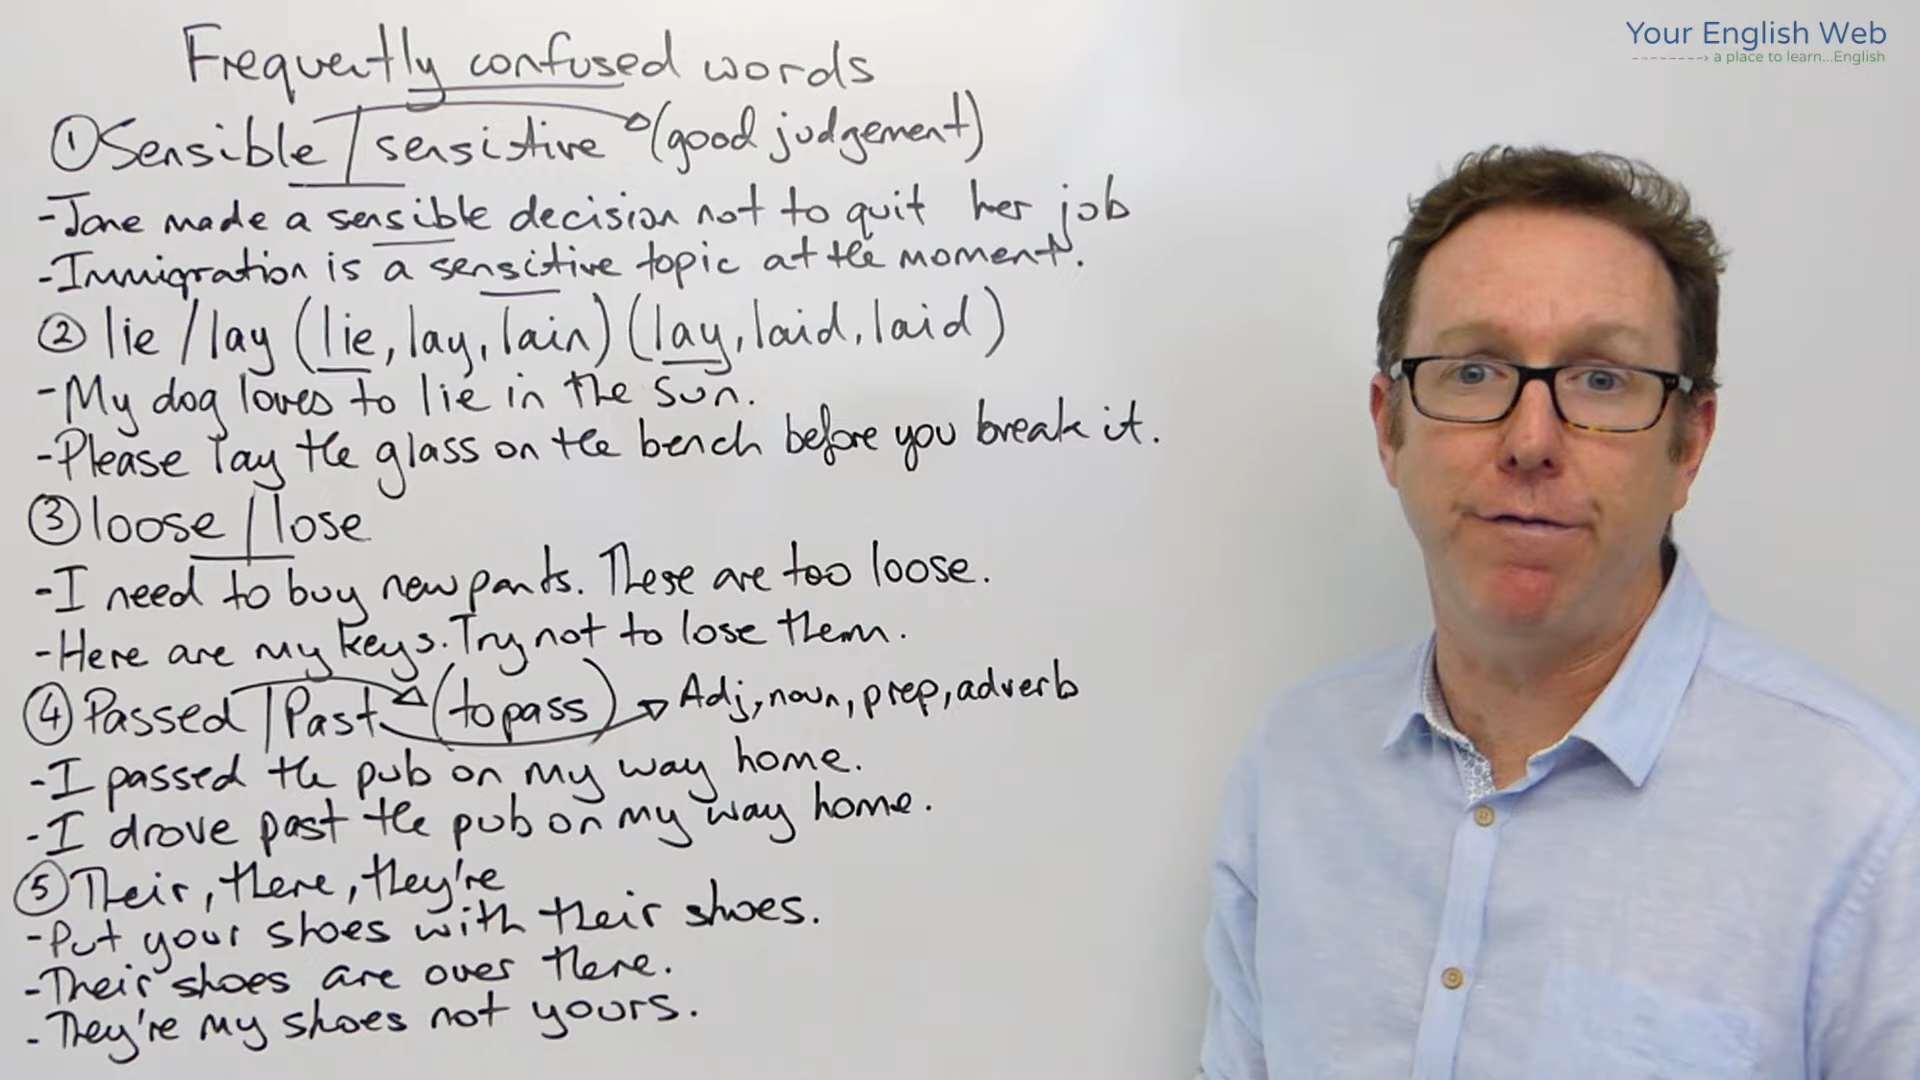 Your English Web
a place to learn...English
Frequently confused words
① Sensible / sensitive (good judgement)
- Jane made a sensible decision not to quit her job
- Immigration is a sensitive topic at the moment.
② lie / lay (lie, lay, lain) (lay, laid, laid)
- My dog loves to lie in the sun.
- Please lay the glass on the bench before you break it.
③ loose / lose
- I need to buy new pants. These are too loose.
- Here are my keys. Try not to lose them.
④ Passed / Past (to pass) → Adj, noun, prep, adverb
- I passed the pub on my way home.
- I drove past the pub on my way home.
⑤ Their, there, they're
- Put your shoes with their shoes.
- Their shoes are over there.
- They're my shoes not yours.